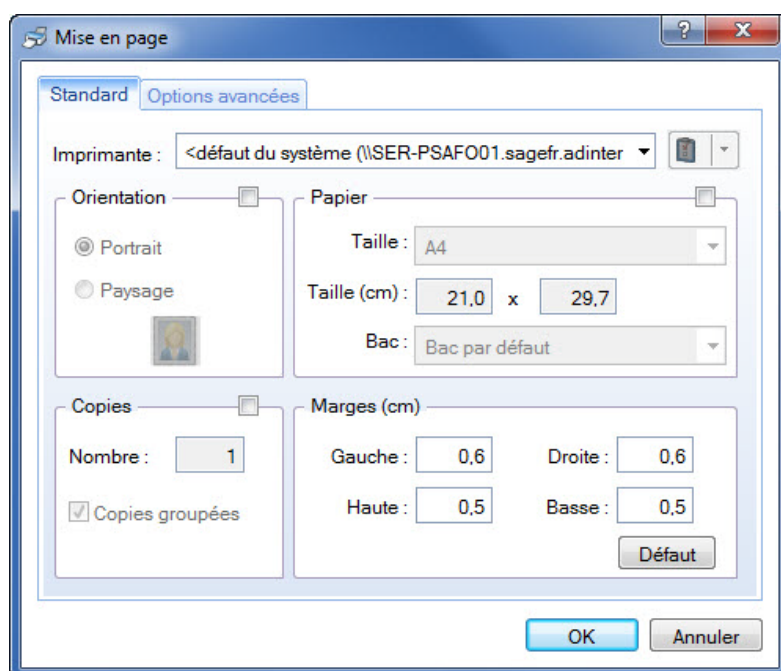 Mise en page
Standard Options avancées
Imprimante : <défaut du système (\\SER-PSAFO01.sagefr.adinter
Orientation
Portrait
Paysage
Papier
Taille : A4
Taille (cm) : 21,0 x 29,7
Bac : Bac par défaut
Copies
Nombre : 1
Copies groupées
Marges (cm)
Gauche : 0,6 Droite : 0,6
Haute : 0,5 Basse : 0,5
Défaut
OK Annuler